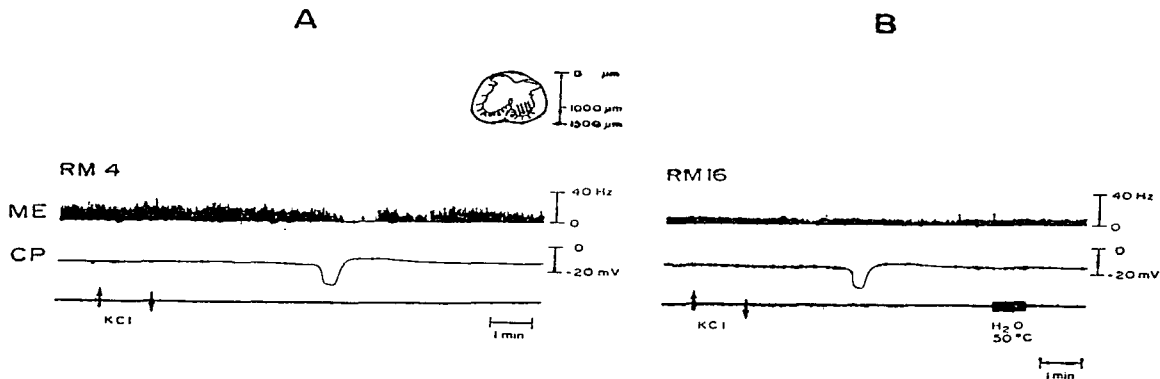 A
B
0 μm
1000 μm
1500 μm
RM 4
ME
40 Hz
0
CP
0
-20 mV
KCl
1 min
RM 16
40 Hz
0
0
-20 mV
KCl
H2O
50 °C
1 min